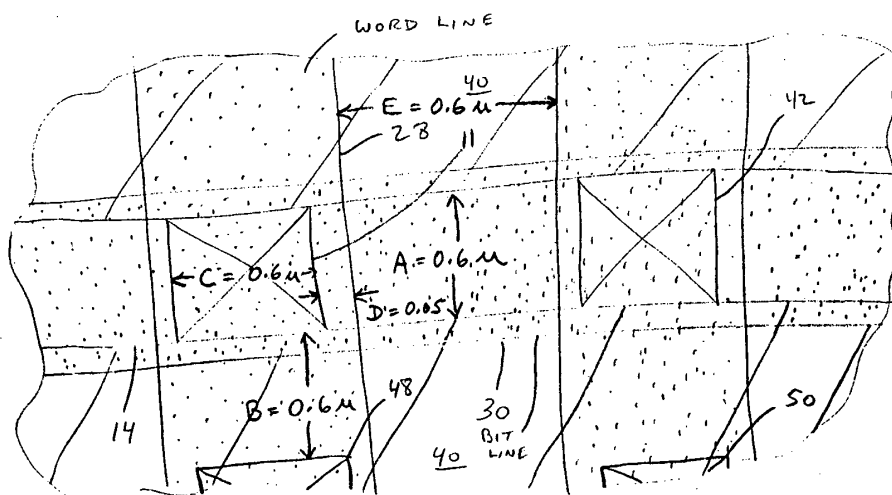 WORD LINE
40
E = 0.6 µ
28
11
42
C = 0.6 µ
A = 0.6 µ
D = 0.05
B = 0.6 µ
14
48
30
BIT
LINE
40
50